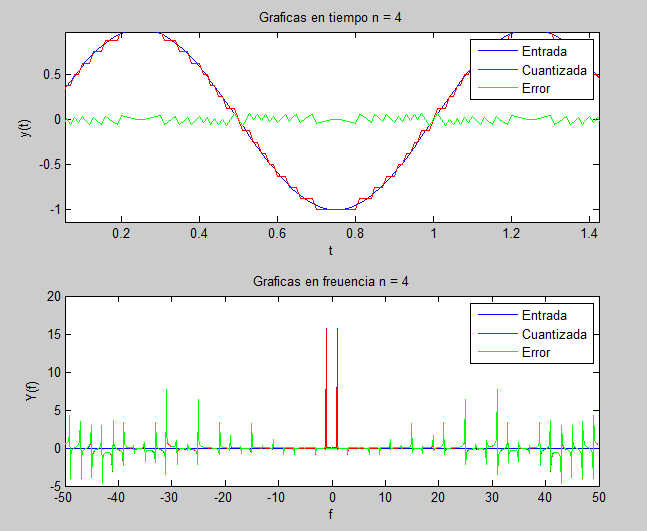 Graficas en tiempo n = 4
Entrada
Cuantizada
Error
0.5
0
-0.5
-1
y(t)
0.2 0.4 0.6 0.8 1 1.2 1.4
t
Graficas en freuencia n = 4
Entrada
Cuantizada
Error
20
15
10
5
0
-5
Y(f)
-50 -40 -30 -20 -10 0 10 20 30 40 50
f